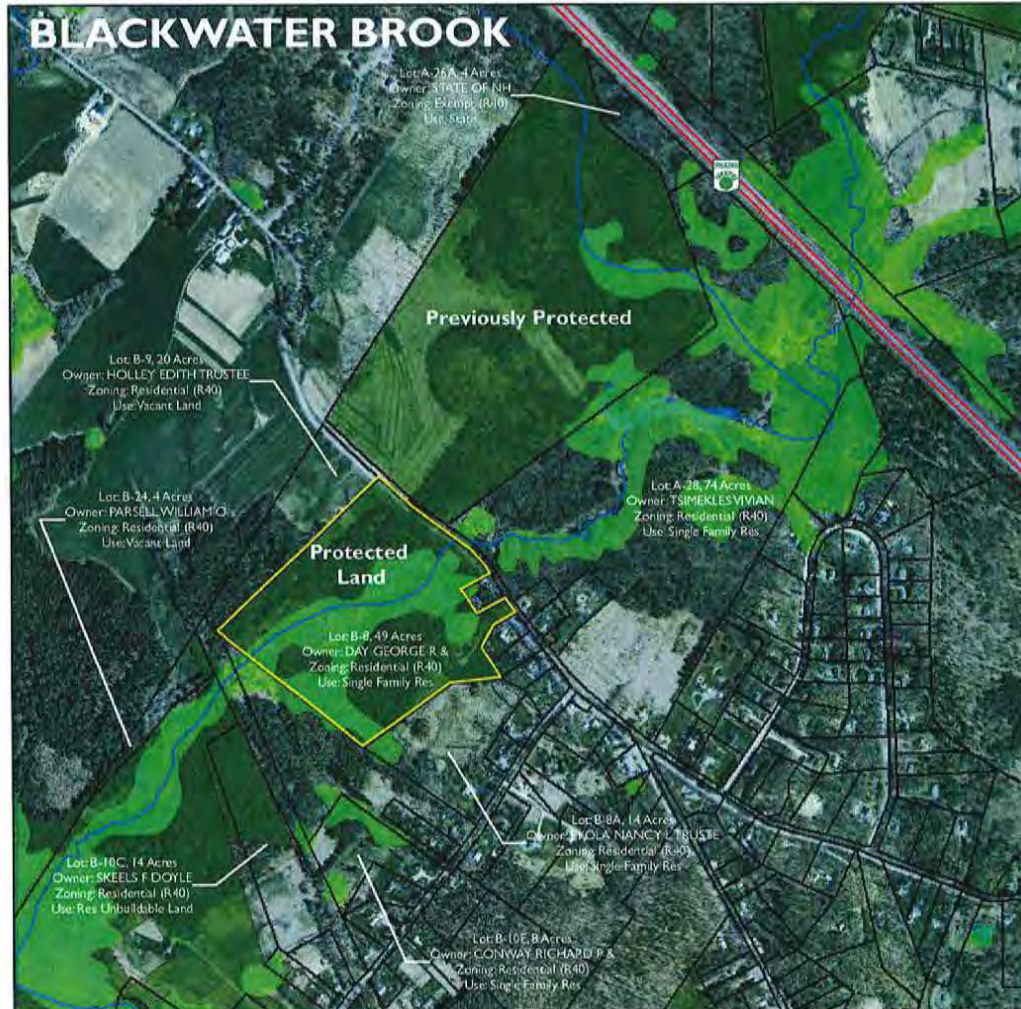 BLACKWATER BROOK
Lot: A-26A, 4 Acres
Owner: STATE OF NH
Zoning: Exempt (R40)
Use: State
Previously Protected
Lot: B-9, 20 Acres
Owner: HOLLEY EDITH TRUSTEE
Zoning: Residential (R40)
Use: Vacant Land
Lot: B-24, 4 Acres
Owner: PARSELL WILLIAM O
Zoning: Residential (R40)
Use: Vacant Land
Lot: A-28, 74 Acres
Owner: TSIMEKLES VIVIAN
Zoning: Residential (R40)
Use: Single Family Res
Protected
Land
Lot: B-8, 49 Acres
Owner: DAY GEORGE R &
Zoning: Residential (R40)
Use: Single Family Res
Lot: B-8A, 14 Acres
Owner: EKOLA NANCY L TRUSTE
Zoning: Residential (R40)
Use: Single Family Res
Lot: B-10C, 14 Acres
Owner: SKEELS F DOYLE
Zoning: Residential (R40)
Use: Res Unbuildable Land
Lot: B-10E, 8 Acres
Owner: CONWAY RICHARD P &
Zoning: Residential (R40)
Use: Single Family Res